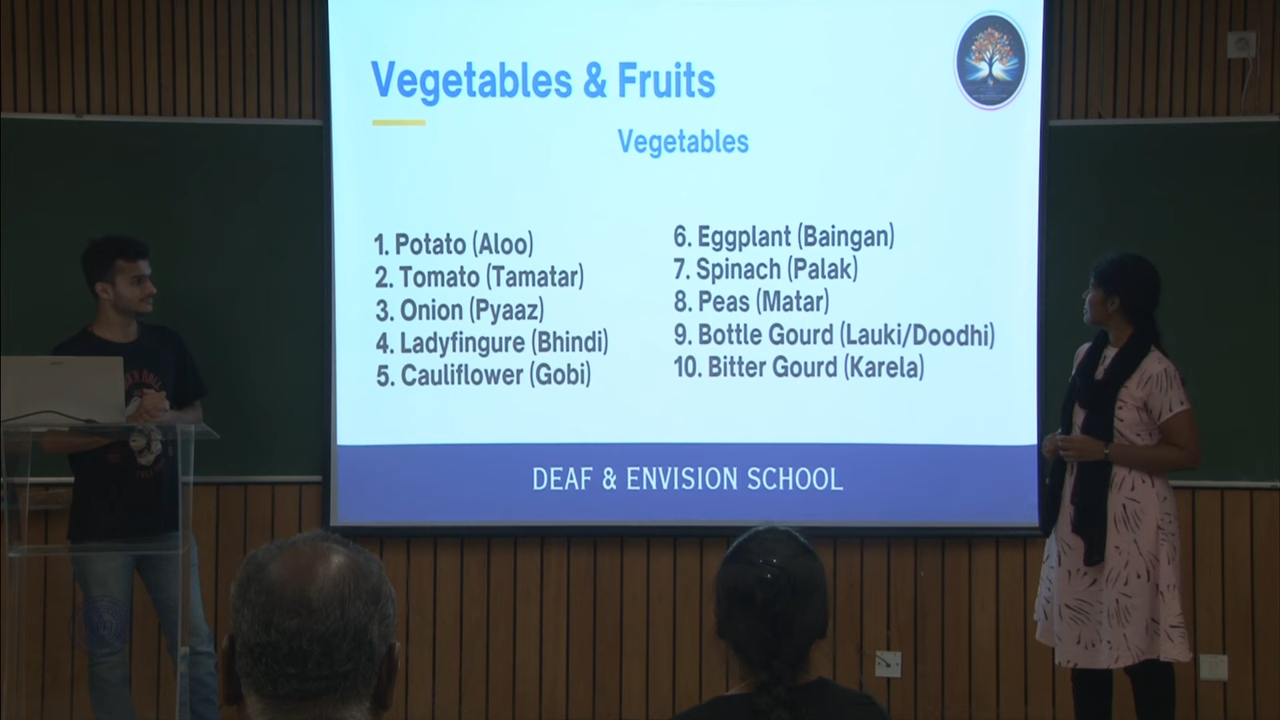 Vegetables & Fruits
Vegetables
1. Potato (Aloo)
2. Tomato (Tamatar)
3. Onion (Pyaaz)
4. Ladyfingure (Bhindi)
5. Cauliflower (Gobi)
6. Eggplant (Baingan)
7. Spinach (Palak)
8. Peas (Matar)
9. Bottle Gourd (Lauki/Doodhi)
10. Bitter Gourd (Karela)
DEAF & ENVISION SCHOOL